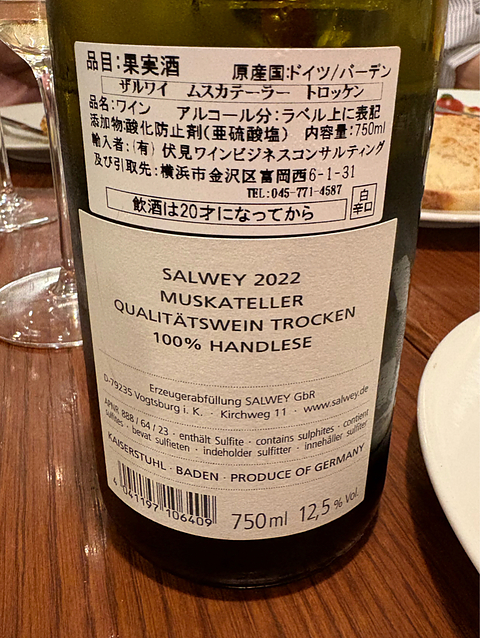 品目:果実酒 原産国:ドイツ/バーデン
ザルワイ ムスカテーラー トロッケン
品名:ワイン アルコール分:ラベル上に表記
添加物:酸化防止剤(亜硫酸塩) 内容量:750ml
輸入者:(有) 伏見ワインビジネスコンサルティング
及び引取先:横浜市金沢区富岡西6-1-31
TEL:045-771-4587
飲酒は20才になってから
白
辛口
SALWEY 2022
MUSKATELLER
QUALITÄTSWEIN TROCKEN
100% HANDLESE
Erzeugerabfüllung SALWEY GbR
D-79235 Vogtsburg i. K. · Kirchweg 11 · www.salwey.de
APNR 888 / 64 / 23 · enthält Sulfite · contains sulphites · contient
sulfites · bevat sulfieten · indeholder sulfitter · innehåller sulfiter
KAISERSTUHL · BADEN · PRODUCE OF GERMANY
4 041197 106409
750ml 12,5 % Vol.